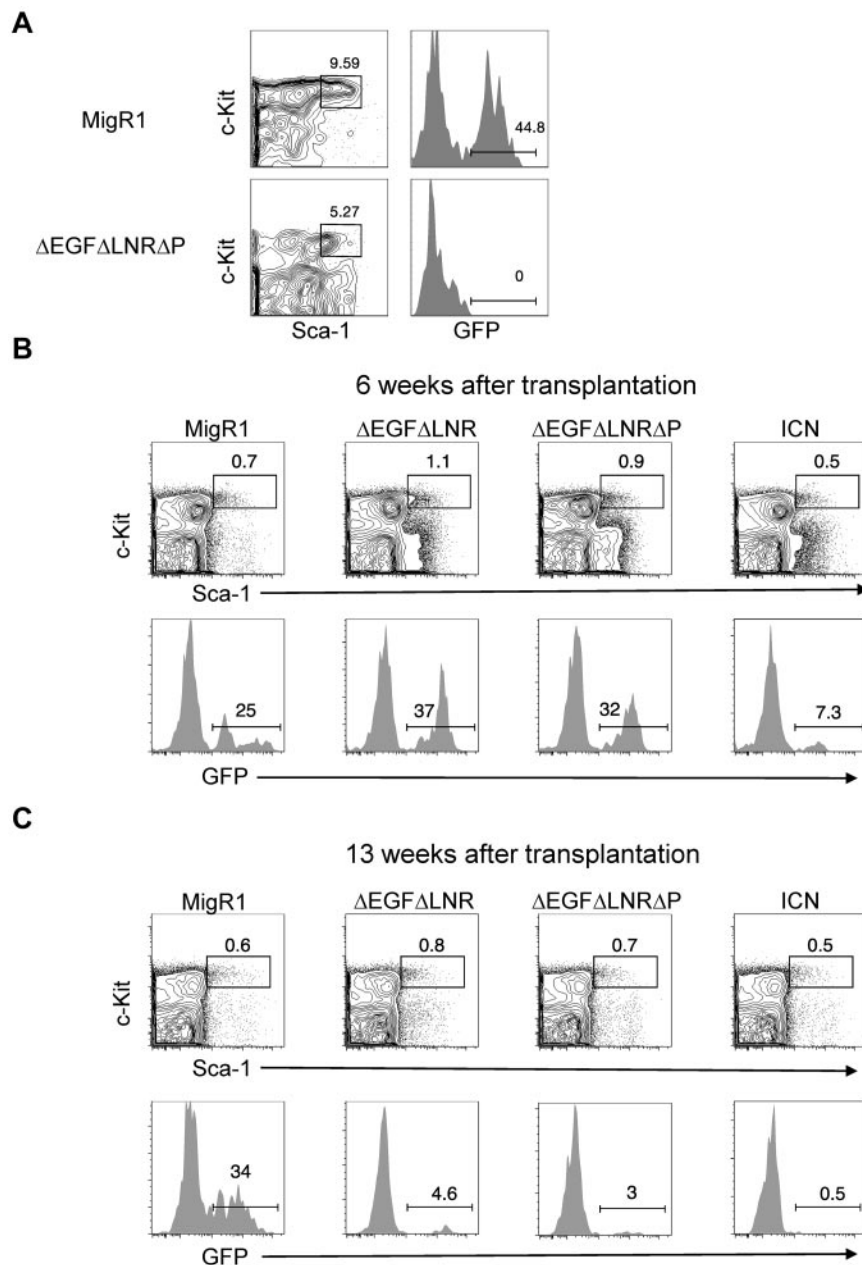 A
MigR1
c-Kit
9.59
44.8
ΔEGFΔLNRΔP
c-Kit
5.27
0
Sca-1
GFP
B
6 weeks after transplantation
MigR1
ΔEGFΔLNR
ΔEGFΔLNRΔP
ICN
c-Kit
0.7
1.1
0.9
0.5
Sca-1
25
37
32
7.3
GFP
C
13 weeks after transplantation
MigR1
ΔEGFΔLNR
ΔEGFΔLNRΔP
ICN
c-Kit
0.6
0.8
0.7
0.5
Sca-1
34
4.6
3
0.5
GFP